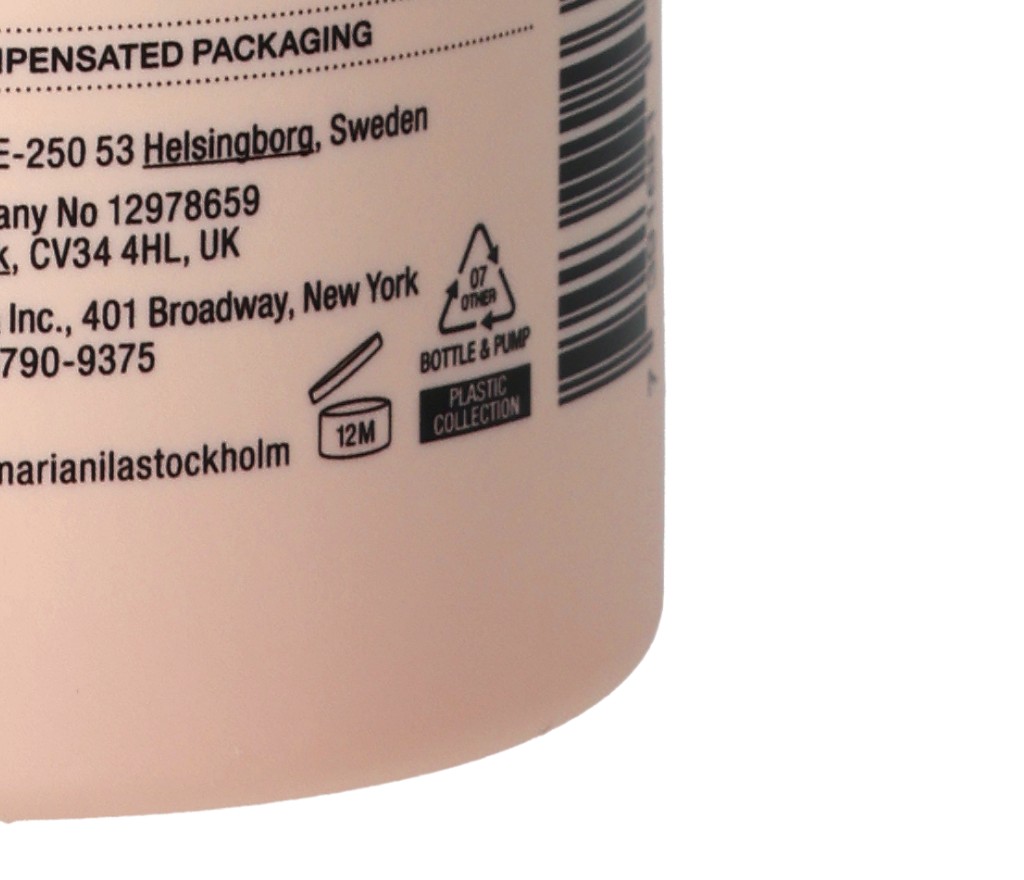 MPENSATED PACKAGING
E-250 53 Helsingborg, Sweden
any No 12978659
k, CV34 4HL, UK
Inc., 401 Broadway, New York
790-9375
narianilastockholm
12M
07
OTHER
BOTTLE & PUMP
PLASTIC
COLLECTION